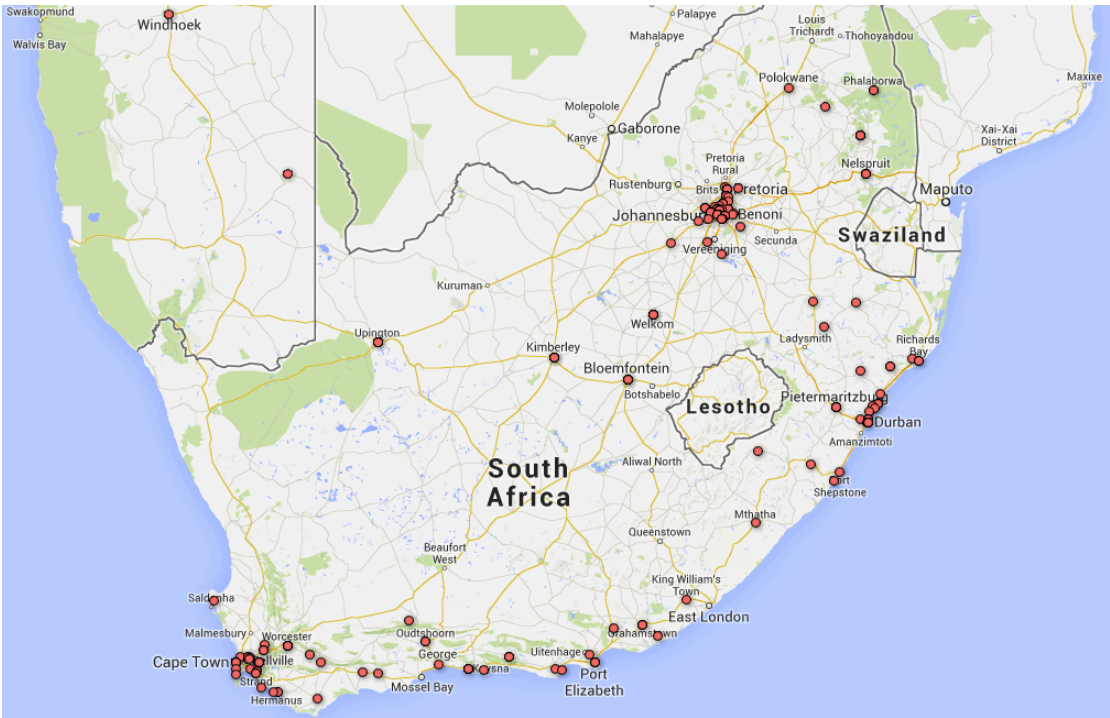 Swakopmund
Windhoek
Walvis Bay
Palapye
Mahalapye
Louis
Trichardt
Thohoyandou
Polokwane
Phalaborwa
Maxixe
Molepolole
Gaborone
Kanye
Xai-Xai
District
Pretoria
Rural
Nelspruit
Rustenburg
Brits
Pretoria
Maputo
Johannesburg
Benoni
Swaziland
Vereeniging
Secunda
Kuruman
Welkom
Upington
Ladysmith
Richards
Bay
Kimberley
Bloemfontein
Botshabelo
Pietermaritzburg
Lesotho
Durban
Amanzimtoti
South
Africa
Aliwal North
Port
Shepstone
Mthatha
Queenstown
Beaufort
West
King William's
Town
Saldanha
East London
Malmesbury
Worcester
Oudtshoorn
Grahamstown
Cape Town
Bellville
George
Knysna
Uitenhage
Strand
Mossel Bay
Port
Elizabeth
Hermanus